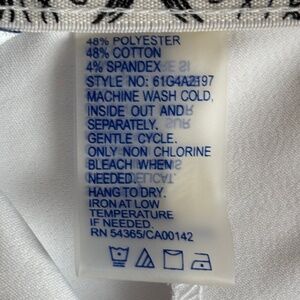 48% POLYESTER
48% COTTON
4% SPANDEX
STYLE NO: 61G4A2197
MACHINE WASH COLD,
INSIDE OUT AND
SEPARATELY.
GENTLE CYCLE.
ONLY NON CHLORINE
BLEACH WHEN
NEEDED.
HANG TO DRY.
IRON AT LOW
TEMPERATURE
IF NEEDED.
RN 54365/CA00142